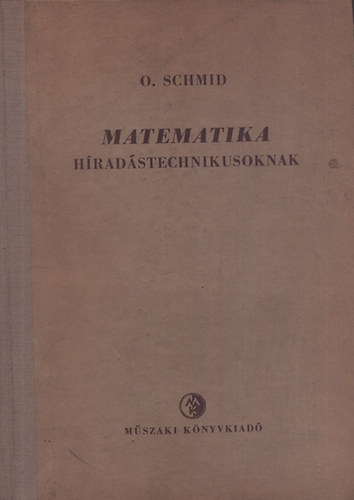 O. SCHMID
MATEMATIKA
HÍRADÁSTECHNIKUSOKNAK
MŰSZAKI KÖNYVKIADÓ